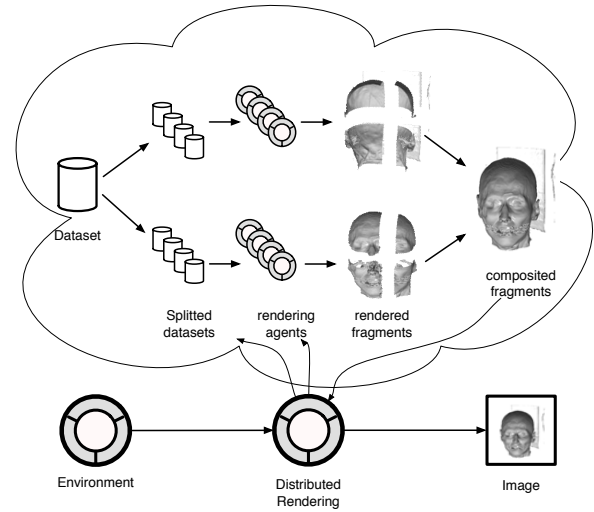 Dataset
Splitted
datasets
rendering
agents
rendered
fragments
composited
fragments
Environment
Distributed
Rendering
Image